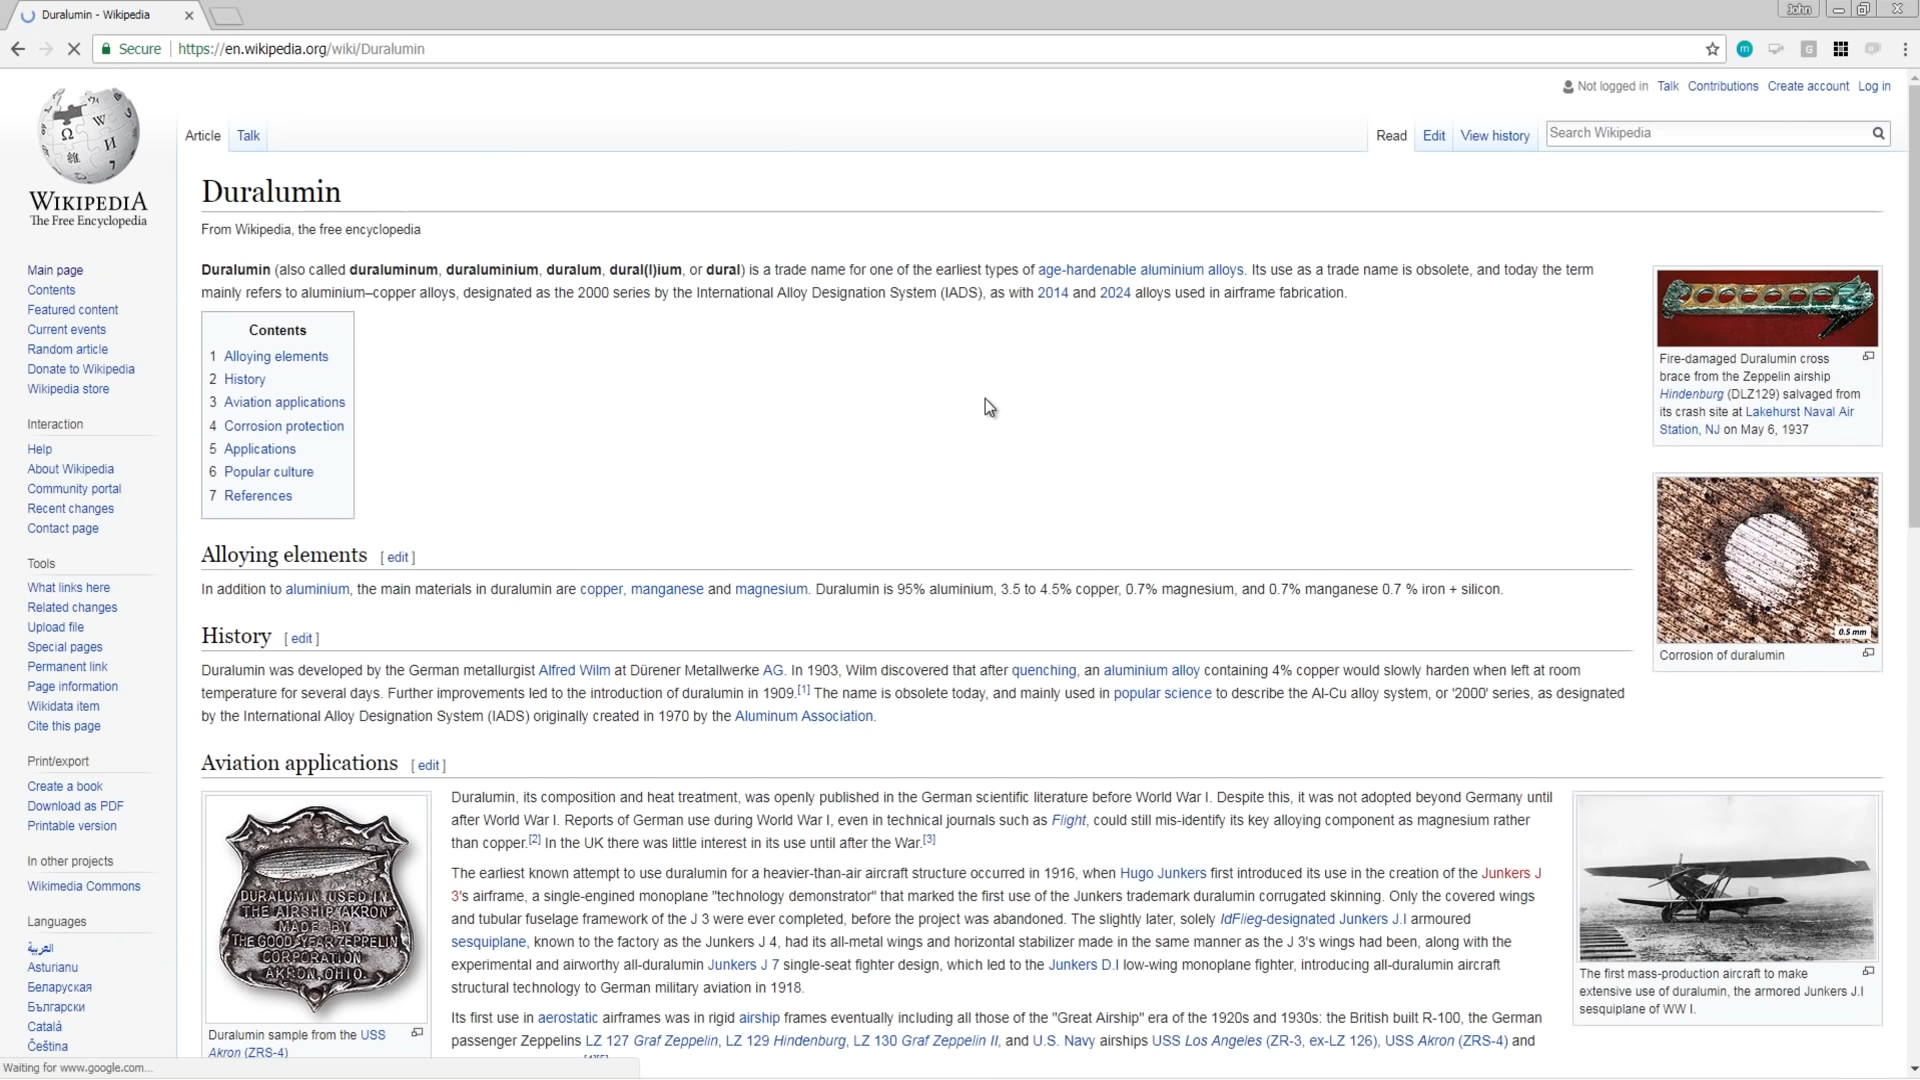 Duralumin - Wikipedia
John
Secure https://en.wikipedia.org/wiki/Duralumin
Not logged in Talk Contributions Create account Log in
WIKIPEDIA
The Free Encyclopedia
Article Talk
Read Edit View history
Search Wikipedia
Main page
Contents
Featured content
Current events
Random article
Donate to Wikipedia
Wikipedia store
Interaction
Help
About Wikipedia
Community portal
Recent changes
Contact page
Tools
What links here
Related changes
Upload file
Special pages
Permanent link
Page information
Wikidata item
Cite this page
Print/export
Create a book
Download as PDF
Printable version
In other projects
Wikimedia Commons
Languages
العربية
Asturianu
Беларуская
Български
Català
Čeština
Duralumin
From Wikipedia, the free encyclopedia
Duralumin (also called duraluminum, duraluminium, duralum, dural(l)ium, or dural) is a trade name for one of the earliest types of age-hardenable aluminium alloys. Its use as a trade name is obsolete, and today the term
mainly refers to aluminium–copper alloys, designated as the 2000 series by the International Alloy Designation System (IADS), as with 2014 and 2024 alloys used in airframe fabrication.
Contents
1 Alloying elements
2 History
3 Aviation applications
4 Corrosion protection
5 Applications
6 Popular culture
7 References
Fire-damaged Duralumin cross
brace from the Zeppelin airship
Hindenburg (DLZ129) salvaged from
its crash site at Lakehurst Naval Air
Station, NJ on May 6, 1937
0.5 mm
Corrosion of duralumin
Alloying elements [ edit ]
In addition to aluminium, the main materials in duralumin are copper, manganese and magnesium. Duralumin is 95% aluminium, 3.5 to 4.5% copper, 0.7% magnesium, and 0.7% manganese 0.7 % iron + silicon.
History [ edit ]
Duralumin was developed by the German metallurgist Alfred Wilm at Dürener Metallwerke AG. In 1903, Wilm discovered that after quenching, an aluminium alloy containing 4% copper would slowly harden when left at room
temperature for several days. Further improvements led to the introduction of duralumin in 1909.[1] The name is obsolete today, and mainly used in popular science to describe the Al-Cu alloy system, or '2000' series, as designated
by the International Alloy Designation System (IADS) originally created in 1970 by the Aluminum Association.
Aviation applications [ edit ]
DURALUMIN USED IN
THE AIRSHIP "AKRON"
MADE BY
THE GOODYEAR ZEPPELIN
CORPORATION
AKRON, OHIO.
Duralumin sample from the USS
Akron (ZRS-4)
Duralumin, its composition and heat treatment, was openly published in the German scientific literature before World War I. Despite this, it was not adopted beyond Germany until
after World War I. Reports of German use during World War I, even in technical journals such as Flight, could still mis-identify its key alloying component as magnesium rather
than copper.[2] In the UK there was little interest in its use until after the War.[3]
The earliest known attempt to use duralumin for a heavier-than-air aircraft structure occurred in 1916, when Hugo Junkers first introduced its use in the creation of the Junkers J
3's airframe, a single-engined monoplane "technology demonstrator" that marked the first use of the Junkers trademark duralumin corrugated skinning. Only the covered wings
and tubular fuselage framework of the J 3 were ever completed, before the project was abandoned. The slightly later, solely IdFlieg-designated Junkers J.I armoured
sesquiplane, known to the factory as the Junkers J 4, had its all-metal wings and horizontal stabilizer made in the same manner as the J 3's wings had been, along with the
experimental and airworthy all-duralumin Junkers J 7 single-seat fighter design, which led to the Junkers D.I low-wing monoplane fighter, introducing all-duralumin aircraft
structural technology to German military aviation in 1918.
Its first use in aerostatic airframes was in rigid airship frames eventually including all those of the "Great Airship" era of the 1920s and 1930s: the British built R-100, the German
passenger Zeppelins LZ 127 Graf Zeppelin, LZ 129 Hindenburg, LZ 130 Graf Zeppelin II, and U.S. Navy airships USS Los Angeles (ZR-3, ex-LZ 126), USS Akron (ZRS-4) and
The first mass-production aircraft to make
extensive use of duralumin, the armored Junkers J.I
sesquiplane of WW I.
Waiting for www.google.com...